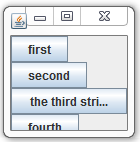 first
second
the third stri...
fourth